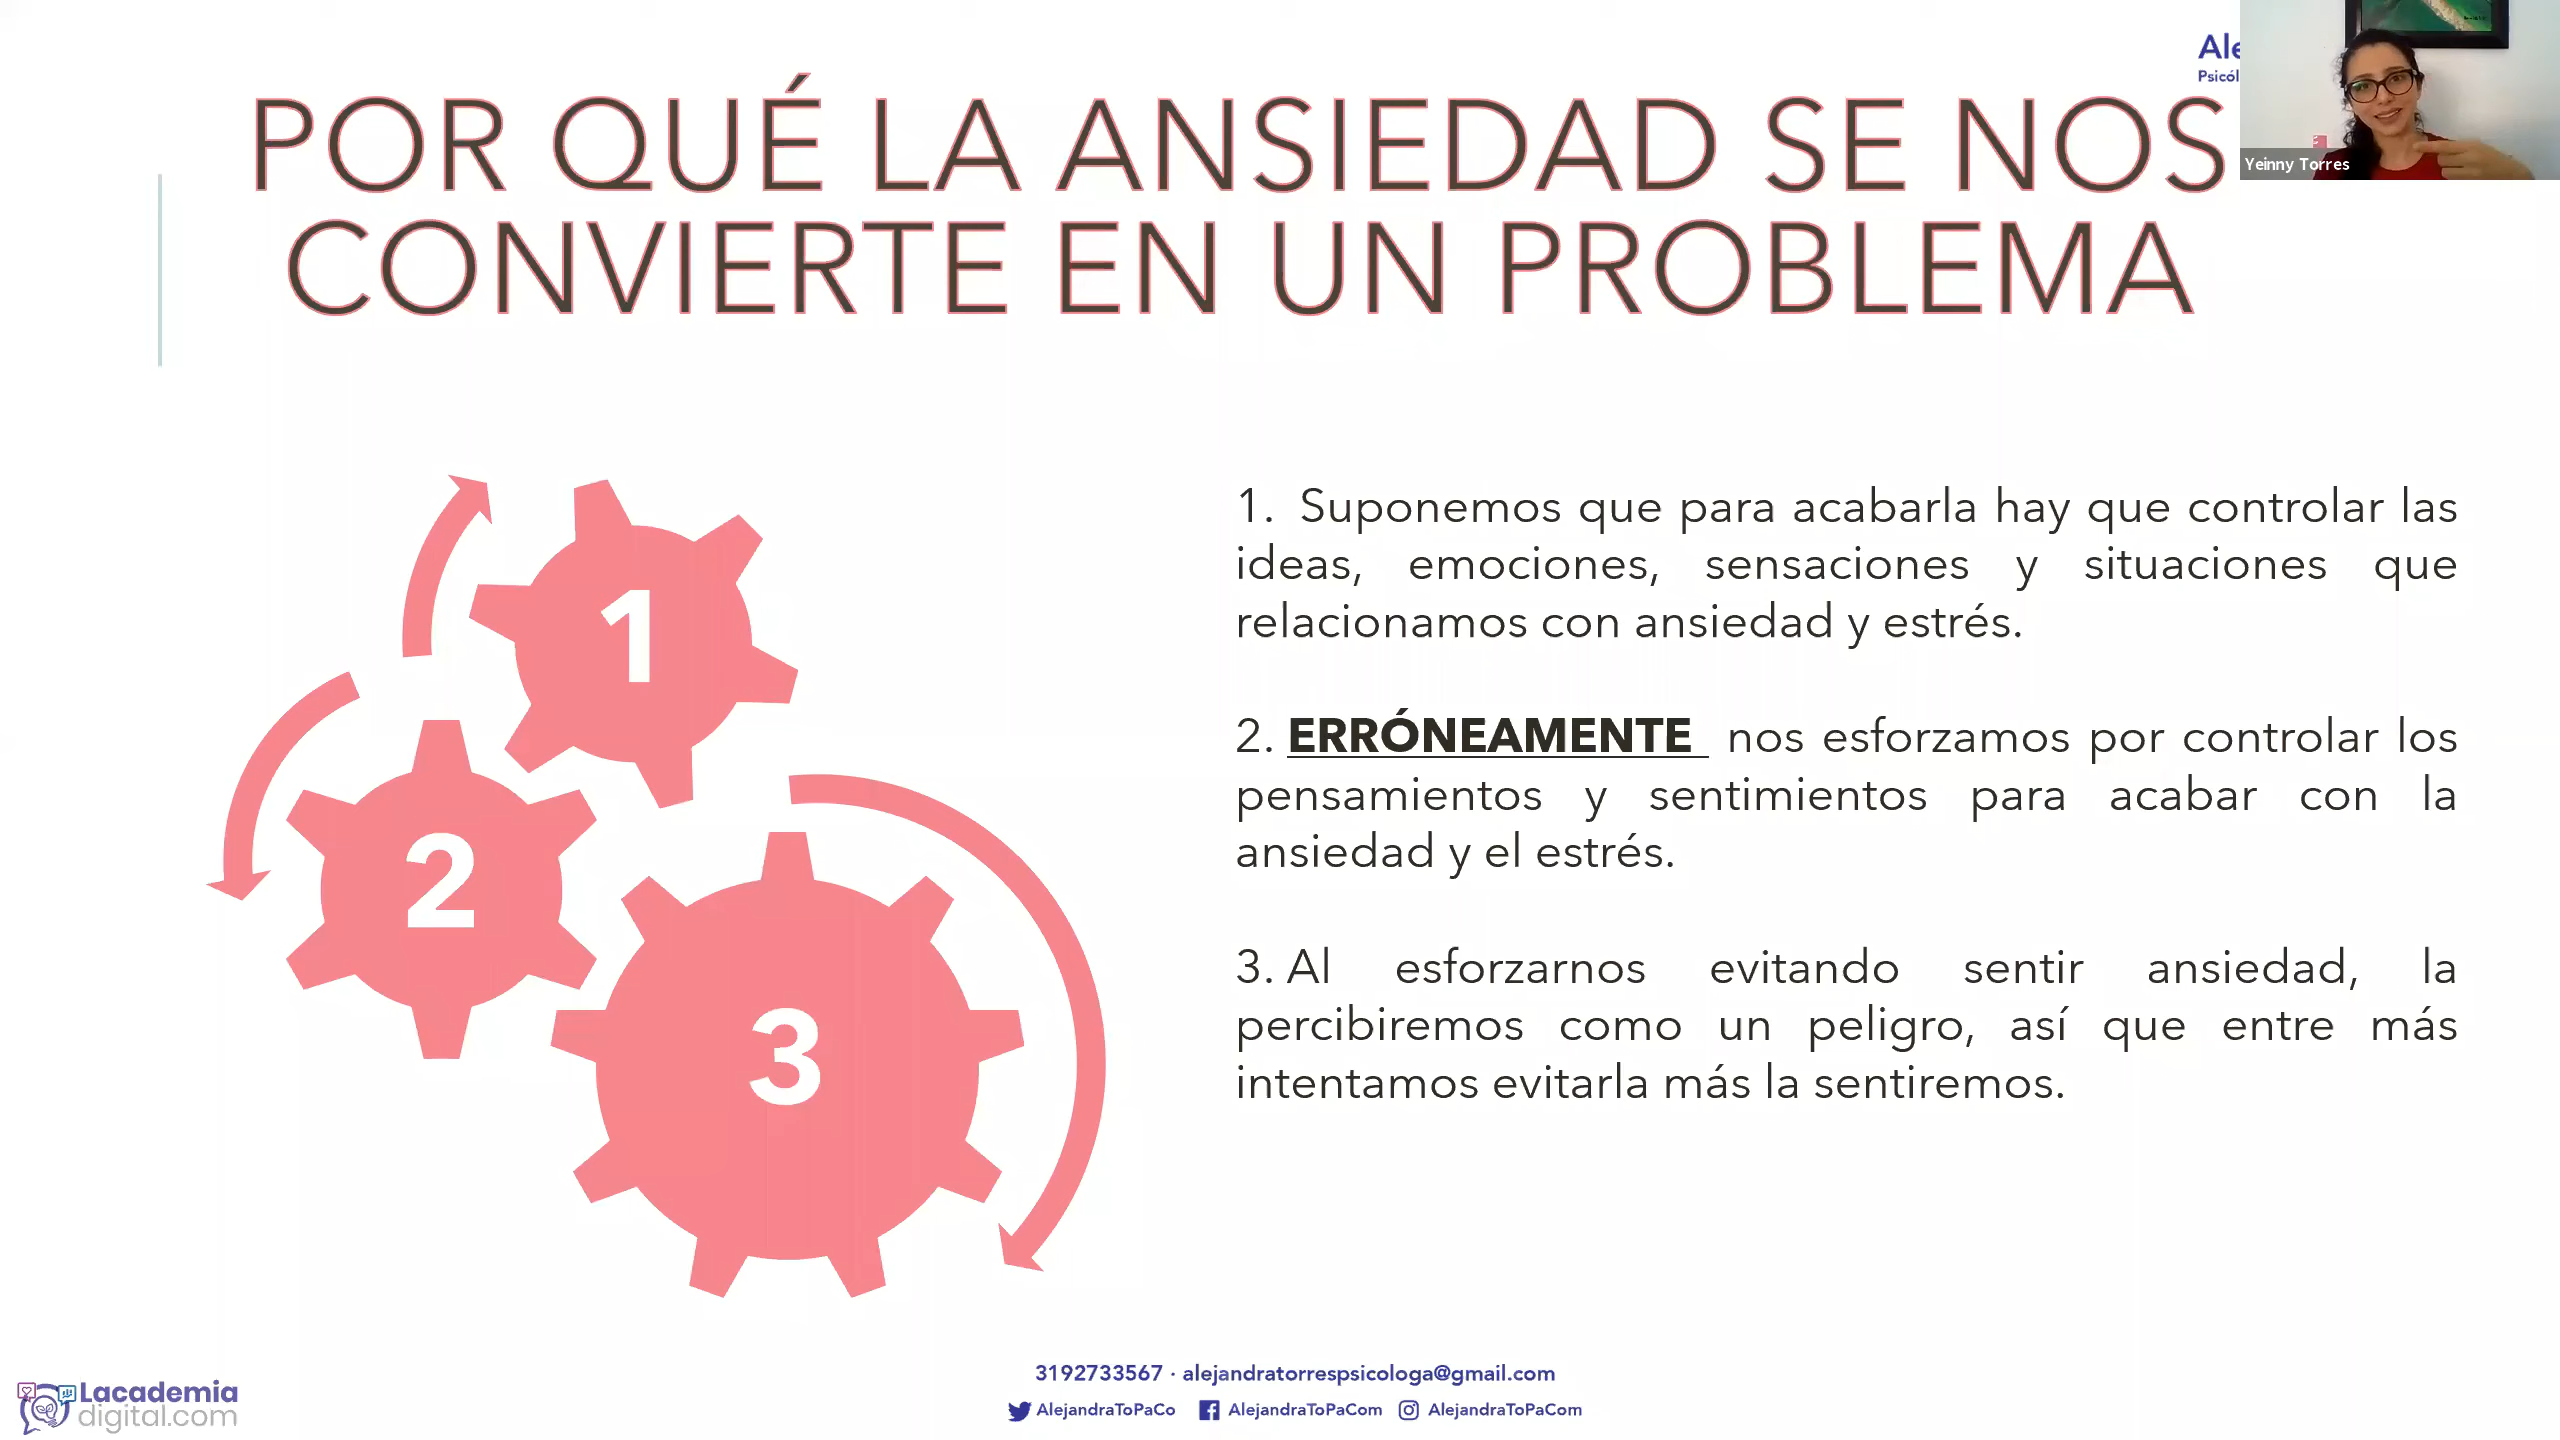 POR QUÉ LA ANSIEDAD SE NOS
CONVIERTE EN UN PROBLEMA
Yeinny Torres
1
2
3
1. Suponemos que para acabarla hay que controlar las
ideas, emociones, sensaciones y situaciones que
relacionamos con ansiedad y estrés.
2. ERRÓNEAMENTE nos esforzamos por controlar los
pensamientos y sentimientos para acabar con la
ansiedad y el estrés.
3. Al esforzarnos evitando sentir ansiedad, la
percibiremos como un peligro, así que entre más
intentamos evitarla más la sentiremos.
3192733567 · alejandratorrespsicologa@gmail.com
AlejandraToPaCo AlejandraToPaCom AlejandraToPaCom
Lacademia
digital.com